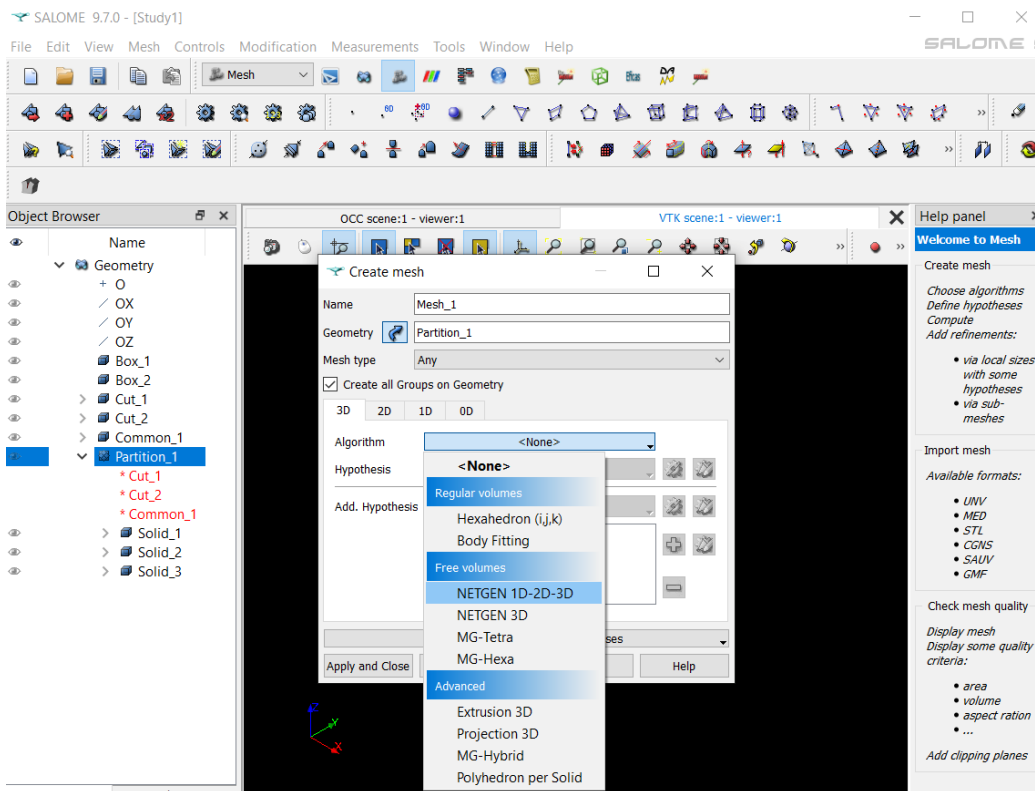 SALOME 9.7.0 - [Study1]
File Edit View Mesh Controls Modification Measurements Tools Window Help
SALOME
Mesh
Object Browser
Name
Geometry
O
OX
OY
OZ
Box_1
Box_2
Cut_1
Cut_2
Common_1
Partition_1
* Cut_1
* Cut_2
* Common_1
Solid_1
Solid_2
Solid_3
OCC scene:1 - viewer:1
VTK scene:1 - viewer:1
Create mesh
Name
Mesh_1
Geometry
Partition_1
Mesh type
Any
Create all Groups on Geometry
3D 2D 1D 0D
Algorithm
<None>
Hypothesis
Add. Hypothesis
<None>
Regular volumes
Hexahedron (i,j,k)
Body Fitting
Free volumes
NETGEN 1D-2D-3D
NETGEN 3D
MG-Tetra
MG-Hexa
Advanced
Extrusion 3D
Projection 3D
MG-Hybrid
Polyhedron per Solid
ses
Apply and Close
Help
Z
Y
X
Help panel
Welcome to Mesh
Create mesh
Choose algorithms
Define hypotheses
Compute
Add refinements:
• via local sizes
with some
hypotheses
• via sub-
meshes
Import mesh
Available formats:
• UNV
• MED
• STL
• CGNS
• SAUV
• GMF
Check mesh quality
Display mesh
Display some quality
criteria:
• area
• volume
• aspect ration
• ...
Add clipping planes